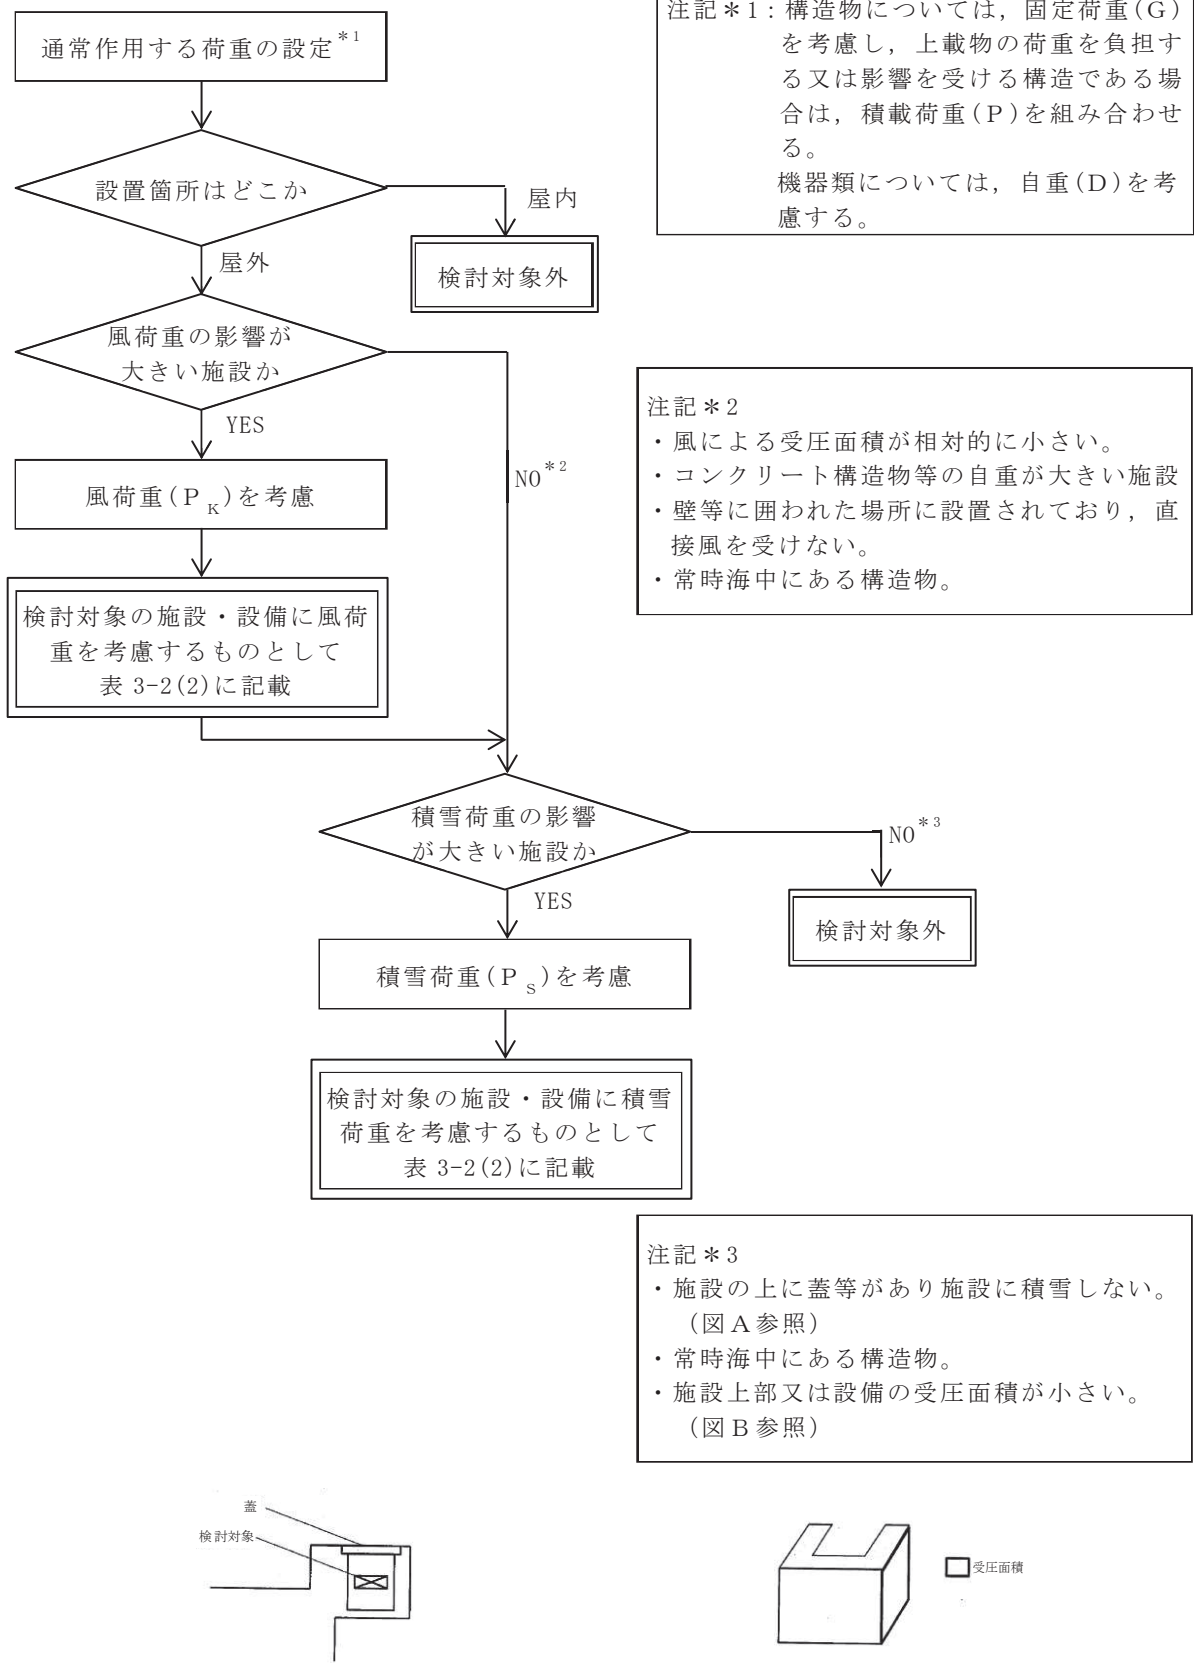 通常作用する荷重の設定*1
設置箇所はどこか
屋内
検討対象外
屋外
風荷重の影響が
大きい施設か
YES
NO*2
風荷重(PK)を考慮
検討対象の施設・設備に風荷
重を考慮するものとして
表 3-2(2)に記載
積雪荷重の影響
が大きい施設か
NO*3
YES
検討対象外
積雪荷重(PS)を考慮
検討対象の施設・設備に積雪
荷重を考慮するものとして
表 3-2(2)に記載
注記＊1：構造物については，固定荷重(G)
を考慮し，上載物の荷重を負担す
る又は影響を受ける構造である場
合は，積載荷重(P)を組み合わせ
る。
機器類については，自重(D)を考
慮する。
注記＊2
・風による受圧面積が相対的に小さい。
・コンクリート構造物等の自重が大きい施設
・壁等に囲われた場所に設置されており，直
接風を受けない。
・常時海中にある構造物。
注記＊3
・施設の上に蓋等があり施設に積雪しない。
（図Ａ参照）
・常時海中にある構造物。
・施設上部又は設備の受圧面積が小さい。
（図Ｂ参照）
蓋
検討対象
受圧面積